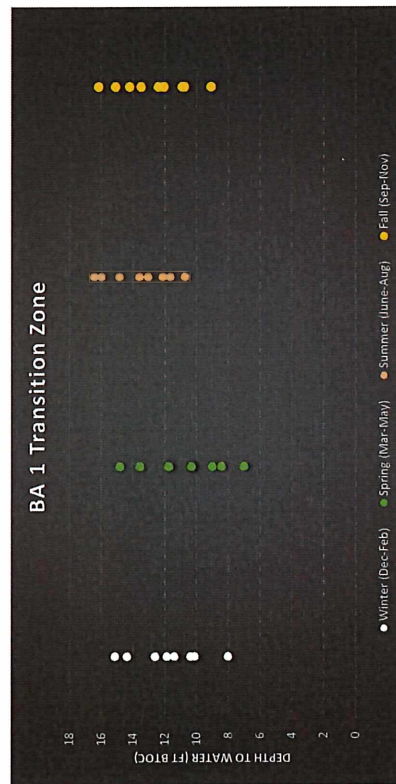 BA 1 Transition Zone
DEPTH TO WATER (FT BTOC)
18
16
14
12
10
8
6
4
2
0
Winter (Dec-Feb)
Spring (Mar-May)
Summer (June-Aug)
Fall (Sep-Nov)